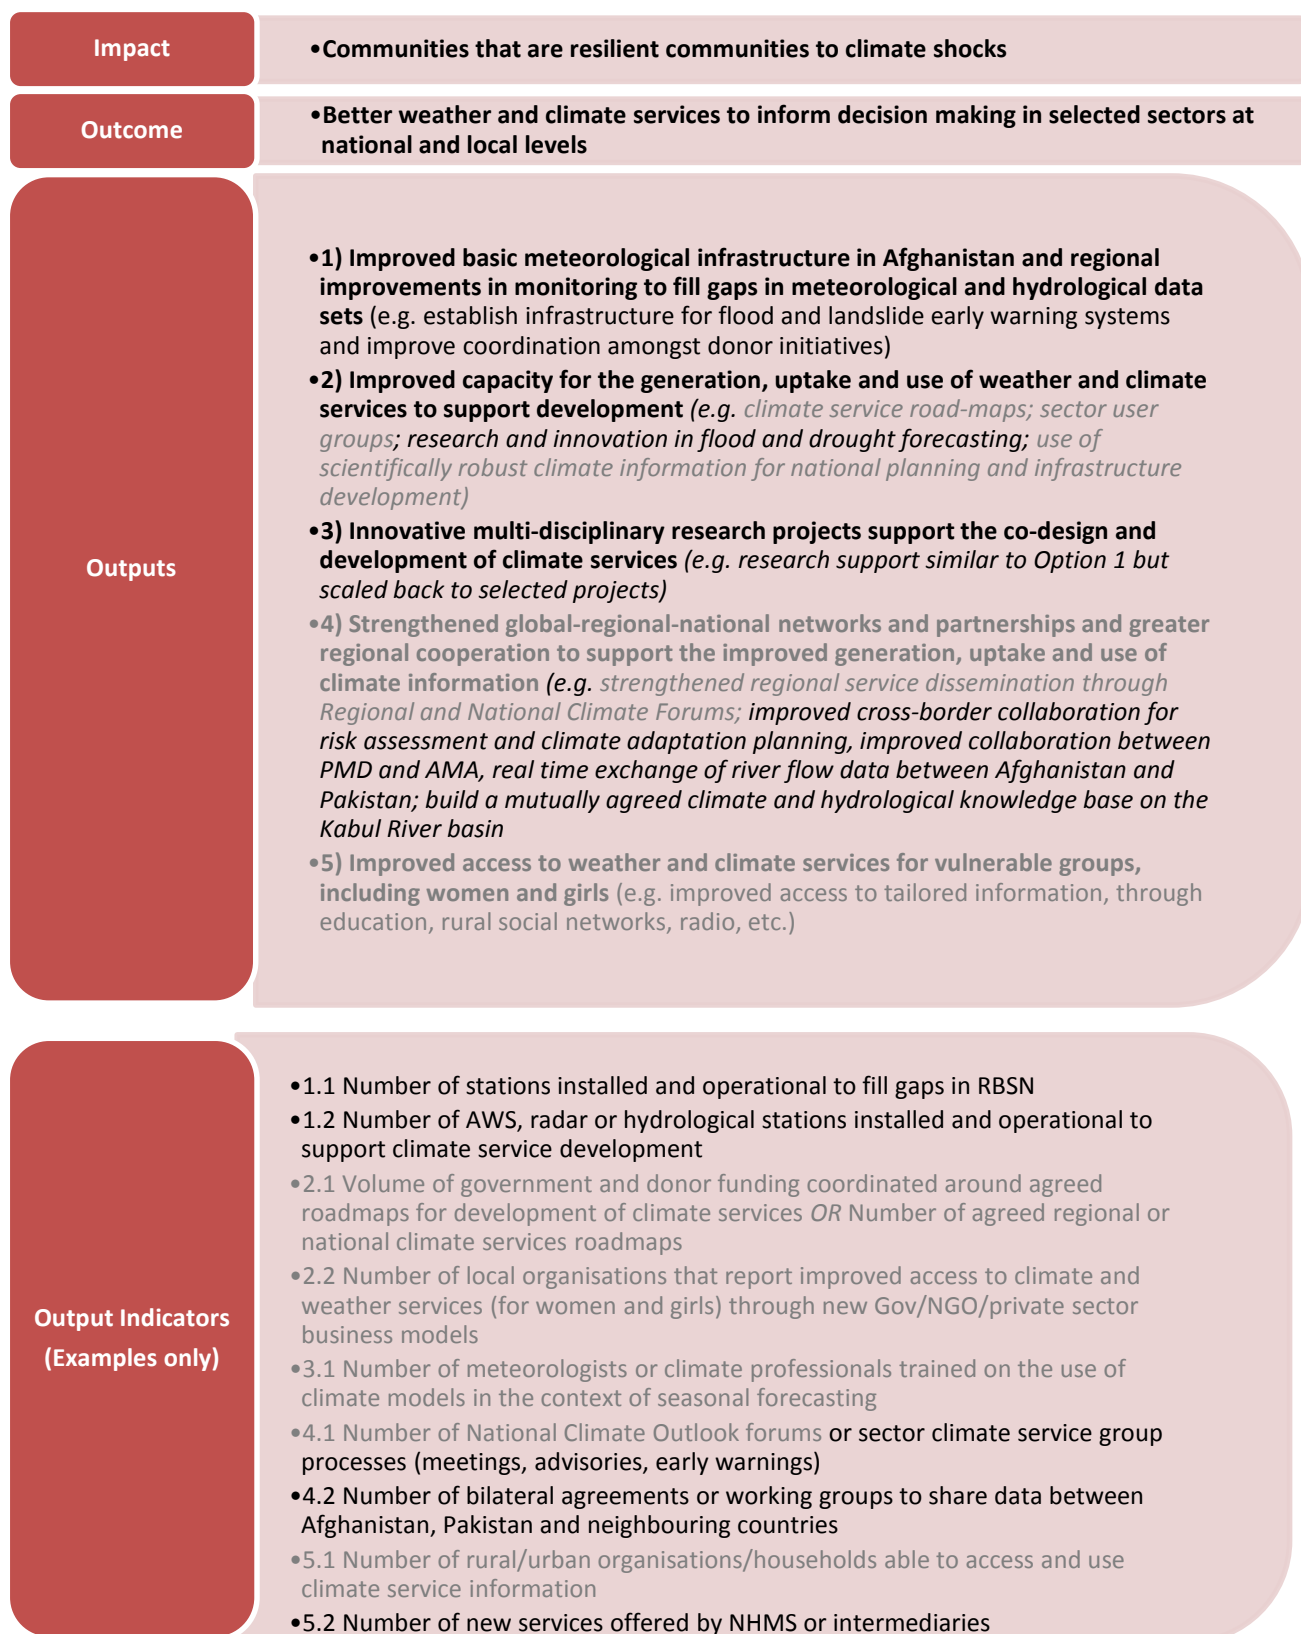 Impact
•Communities that are resilient communities to climate shocks
Outcome
•Better weather and climate services to inform decision making in selected sectors at
national and local levels
Outputs
•1) Improved basic meteorological infrastructure in Afghanistan and regional
improvements in monitoring to fill gaps in meteorological and hydrological data
sets (e.g. establish infrastructure for flood and landslide early warning systems
and improve coordination amongst donor initiatives)
•2) Improved capacity for the generation, uptake and use of weather and climate
services to support development (e.g. climate service road-maps; sector user
groups; research and innovation in flood and drought forecasting; use of
scientifically robust climate information for national planning and infrastructure
development)
•3) Innovative multi-disciplinary research projects support the co-design and
development of climate services (e.g. research support similar to Option 1 but
scaled back to selected projects)
•4) Strengthened global-regional-national networks and partnerships and greater
regional cooperation to support the improved generation, uptake and use of
climate information (e.g. strengthened regional service dissemination through
Regional and National Climate Forums; improved cross-border collaboration for
risk assessment and climate adaptation planning, improved collaboration between
PMD and AMA, real time exchange of river flow data between Afghanistan and
Pakistan; build a mutually agreed climate and hydrological knowledge base on the
Kabul River basin
•5) Improved access to weather and climate services for vulnerable groups,
including women and girls (e.g. improved access to tailored information, through
education, rural social networks, radio, etc.)
Output Indicators
(Examples only)
•1.1 Number of stations installed and operational to fill gaps in RBSN
•1.2 Number of AWS, radar or hydrological stations installed and operational to
support climate service development
•2.1 Volume of government and donor funding coordinated around agreed
roadmaps for development of climate services OR Number of agreed regional or
national climate services roadmaps
•2.2 Number of local organisations that report improved access to climate and
weather services (for women and girls) through new Gov/NGO/private sector
business models
•3.1 Number of meteorologists or climate professionals trained on the use of
climate models in the context of seasonal forecasting
•4.1 Number of National Climate Outlook forums or sector climate service group
processes (meetings, advisories, early warnings)
•4.2 Number of bilateral agreements or working groups to share data between
Afghanistan, Pakistan and neighbouring countries
•5.1 Number of rural/urban organisations/households able to access and use
climate service information
•5.2 Number of new services offered by NHMS or intermediaries